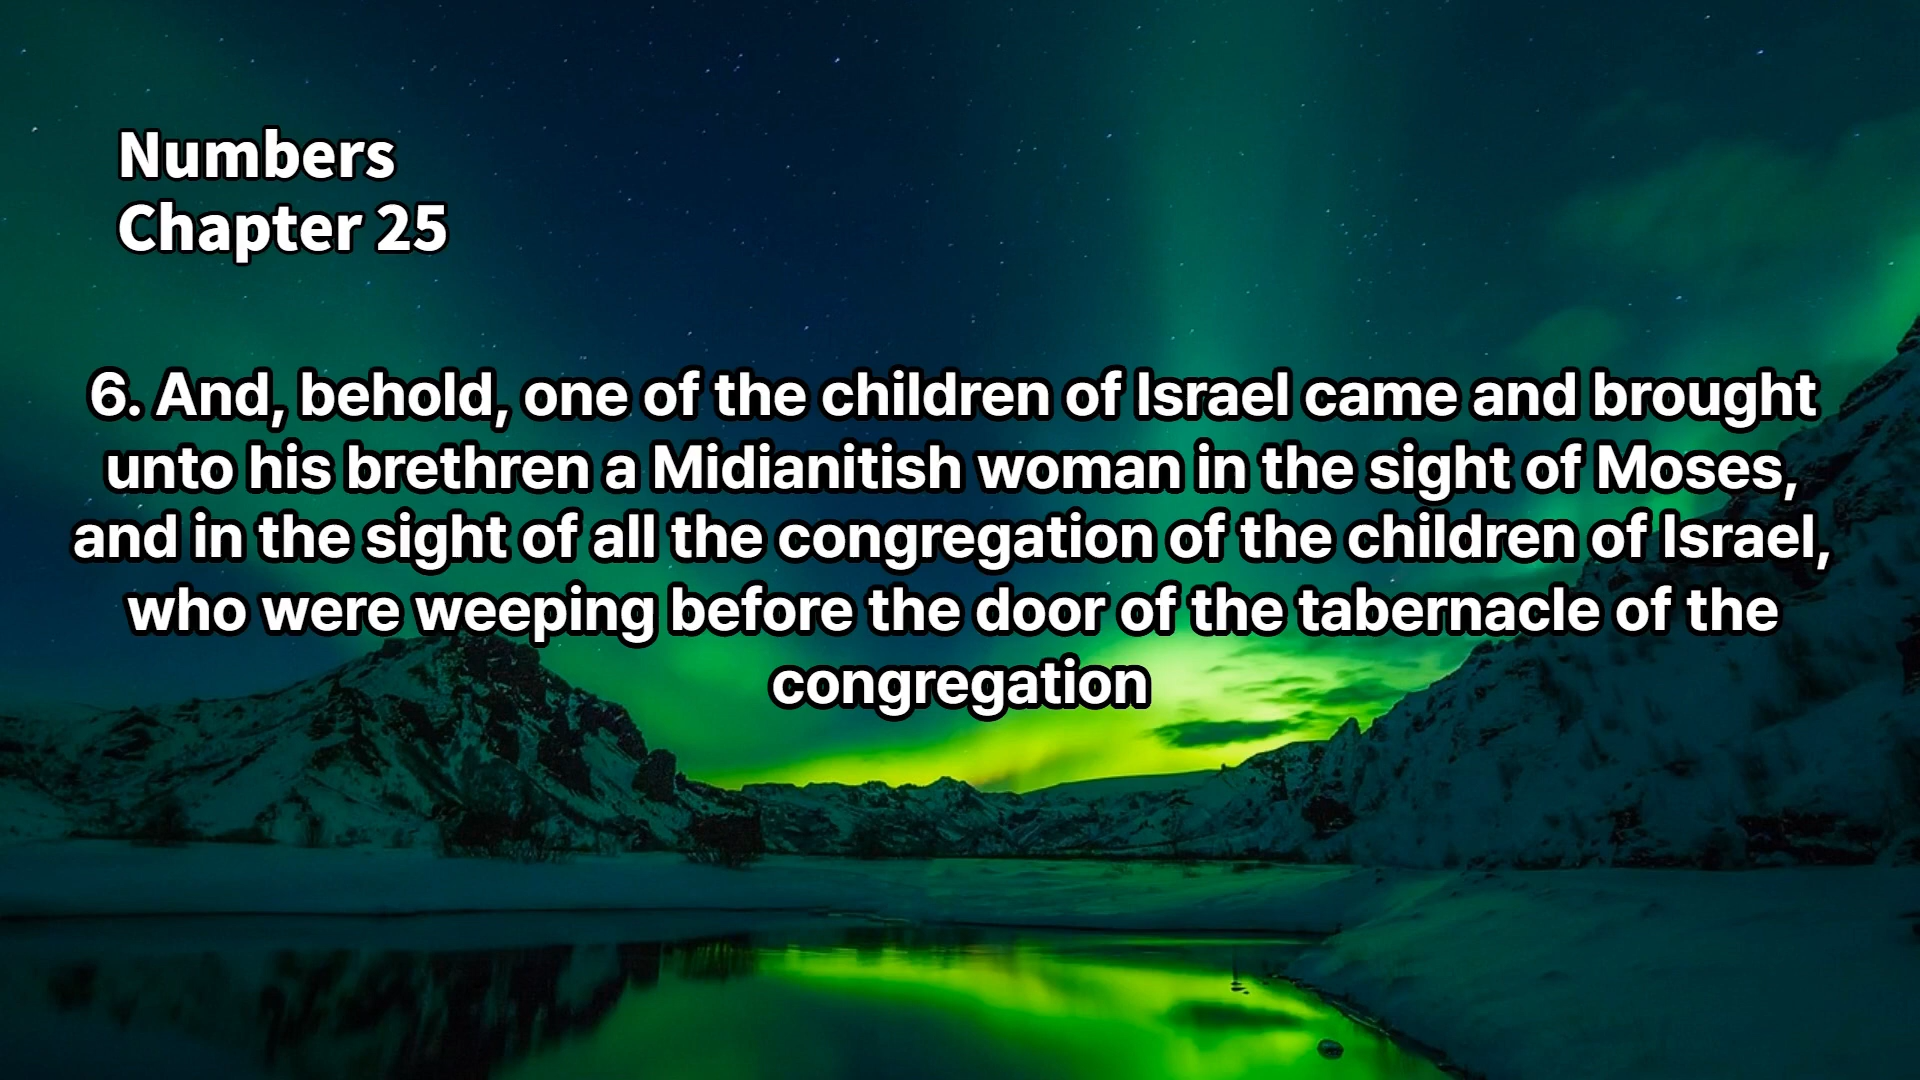 Numbers
Chapter 25
6. And, behold, one of the children of Israel came and brought
unto his brethren a Midianitish woman in the sight of Moses,
and in the sight of all the congregation of the children of Israel,
who were weeping before the door of the tabernacle of the
congregation